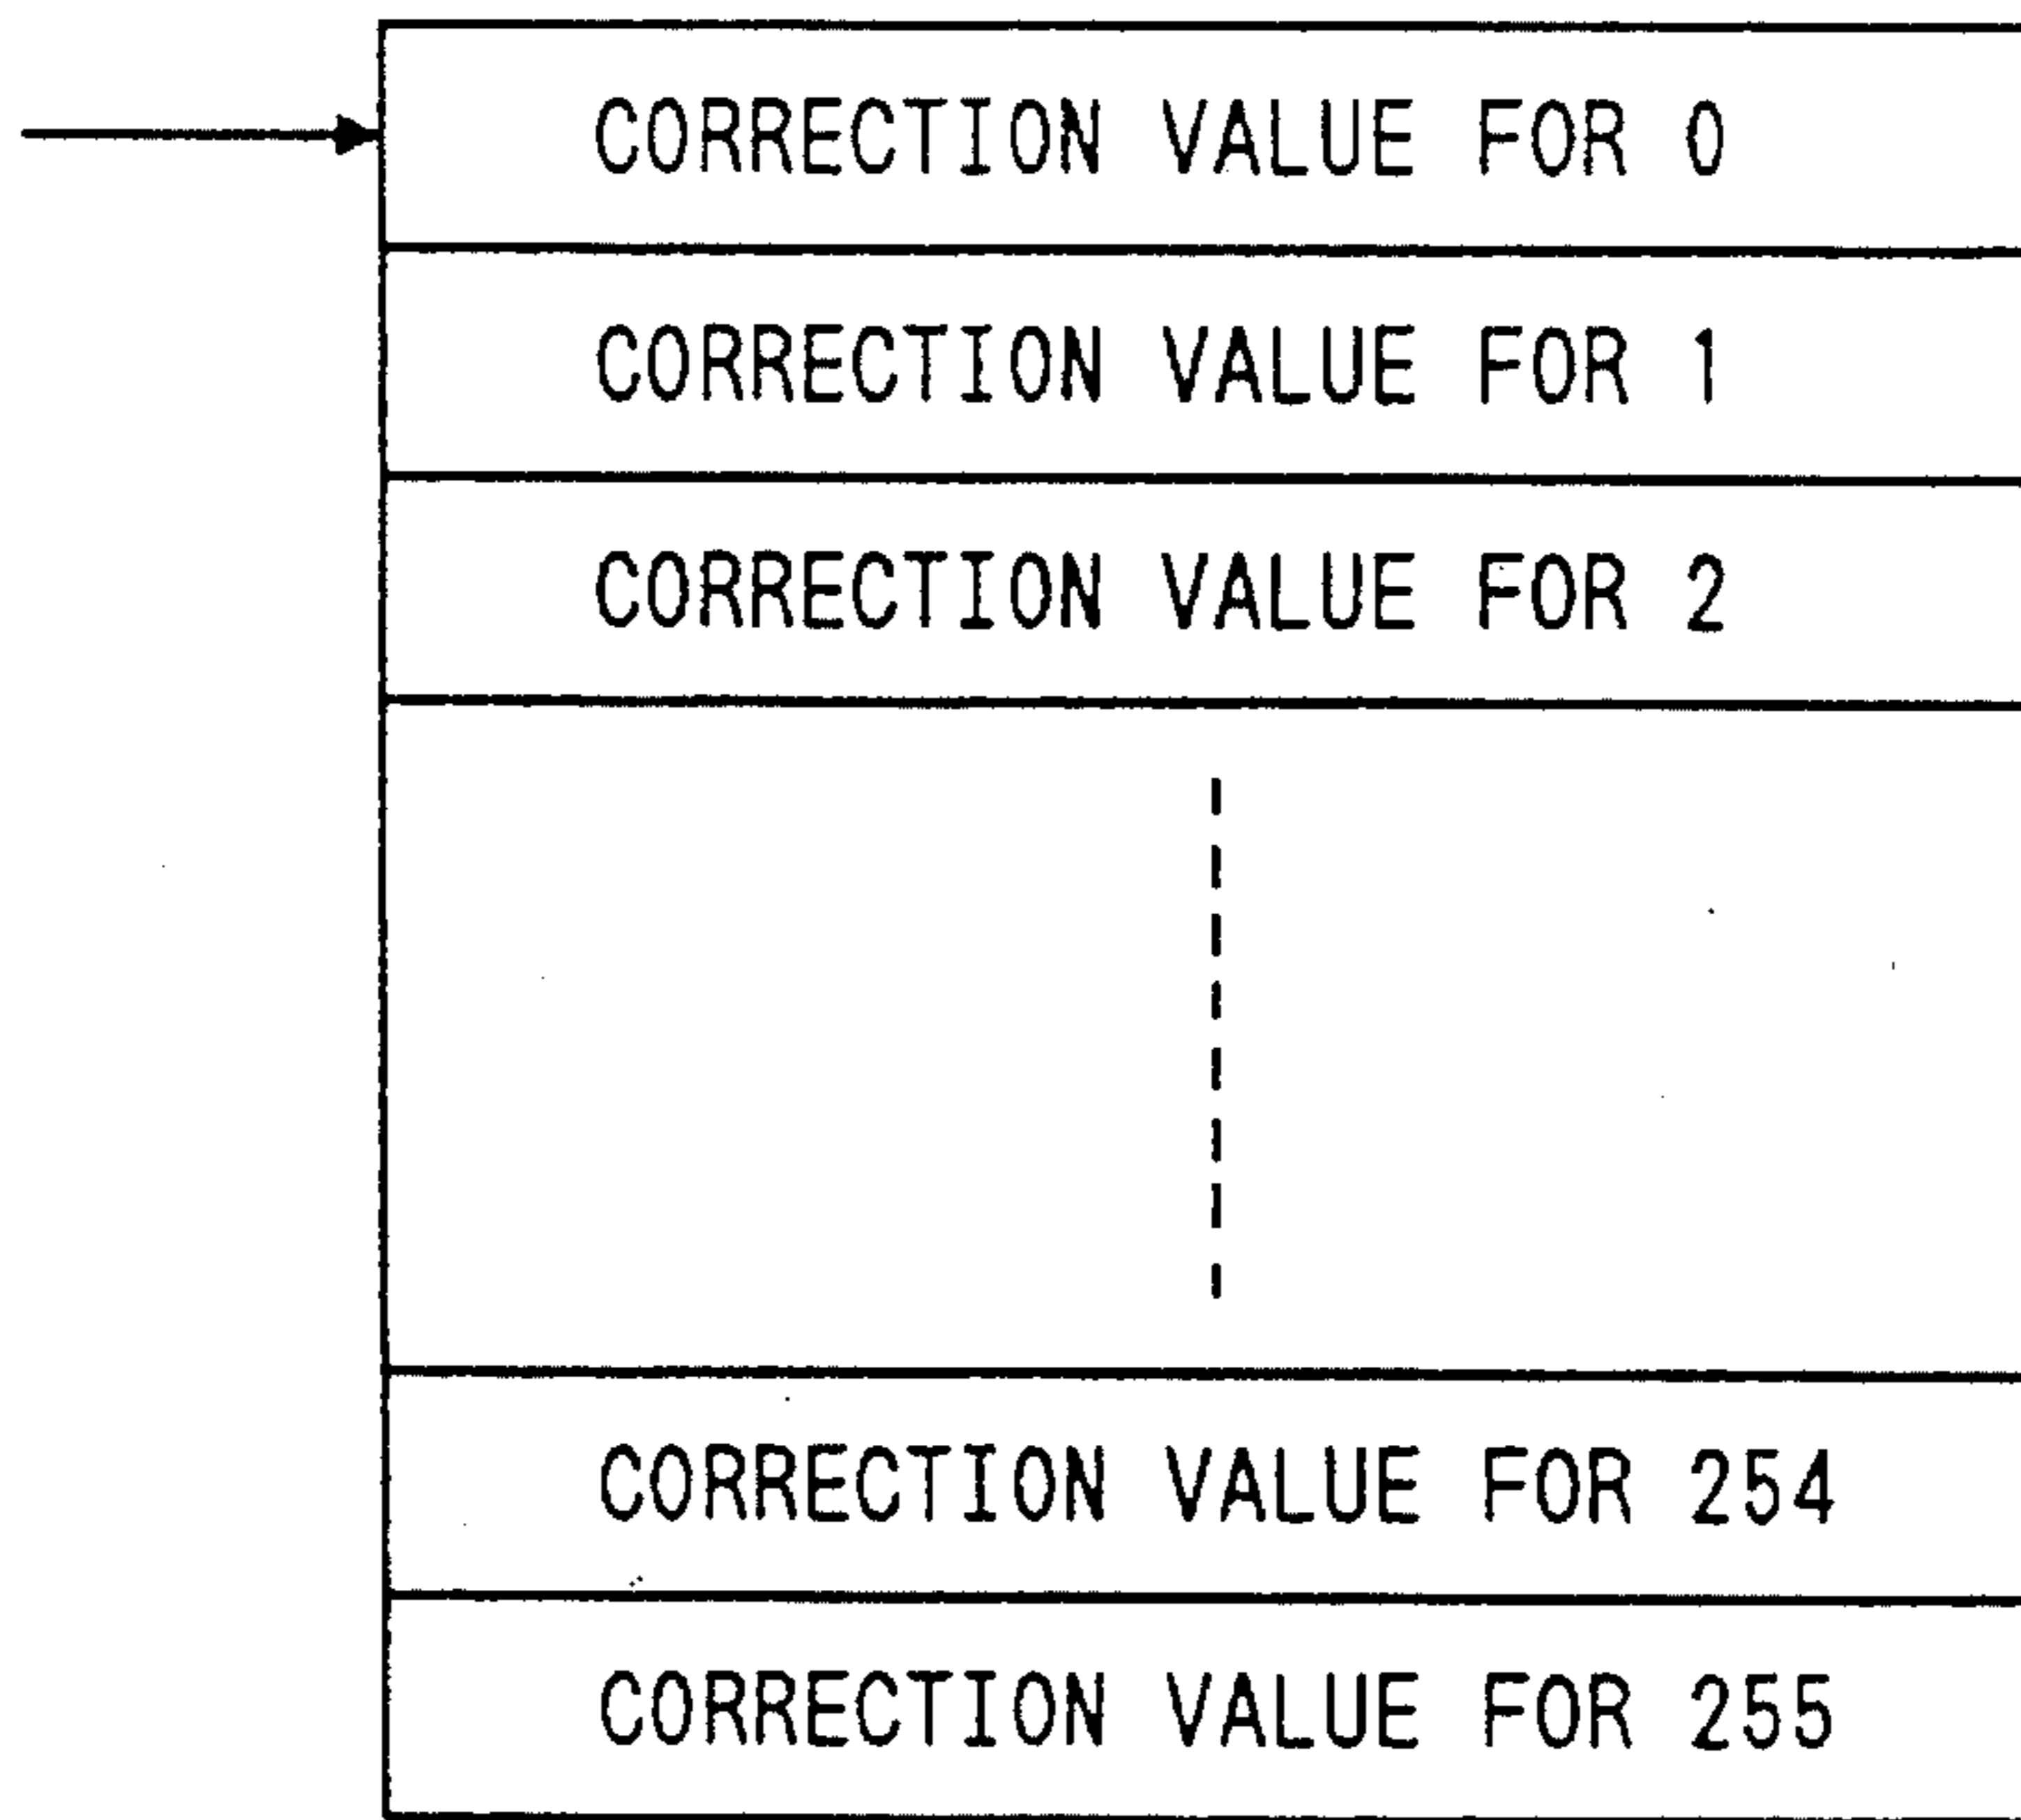 CORRECTION VALUE FOR 0
CORRECTION VALUE FOR 1
CORRECTION VALUE FOR 2
CORRECTION VALUE FOR 254
CORRECTION VALUE FOR 255